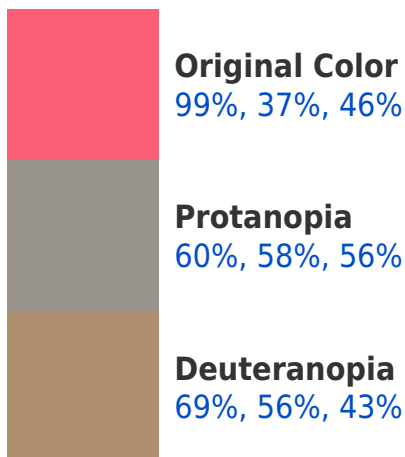 Original Color
99%, 37%, 46%
Protanopia
60%, 58%, 56%
Deuteranopia
69%, 56%, 43%